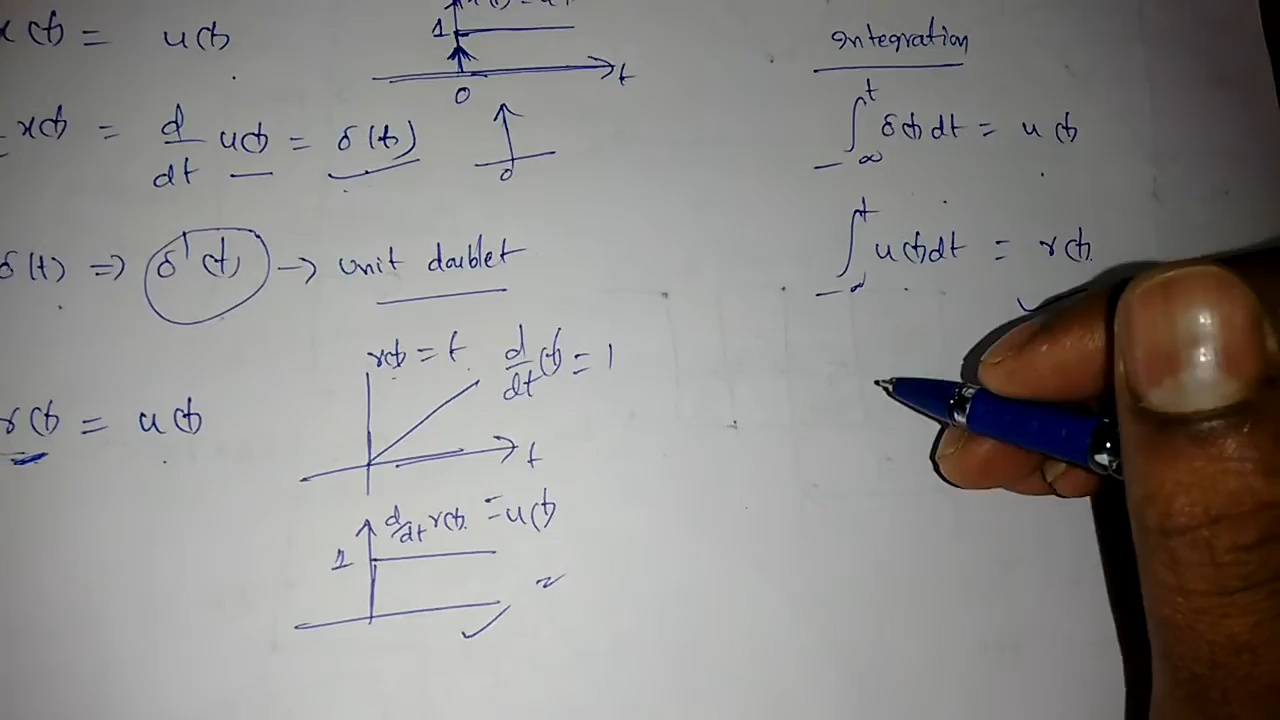 x(t) = u(t)
1
t
0
x(t) = d/dt u(t) = δ(t)
0
δ(t) ⇒ δ'(t) → unit doublet
r(t) = t
d/dt (t) = 1
t
r(t) = u(t)
d/dt r(t) = u(t)
1
Integration
∫_{-∞}^{t} δ(t) dt = u(t)
∫_{-∞}^{t} u(t) dt = r(t)